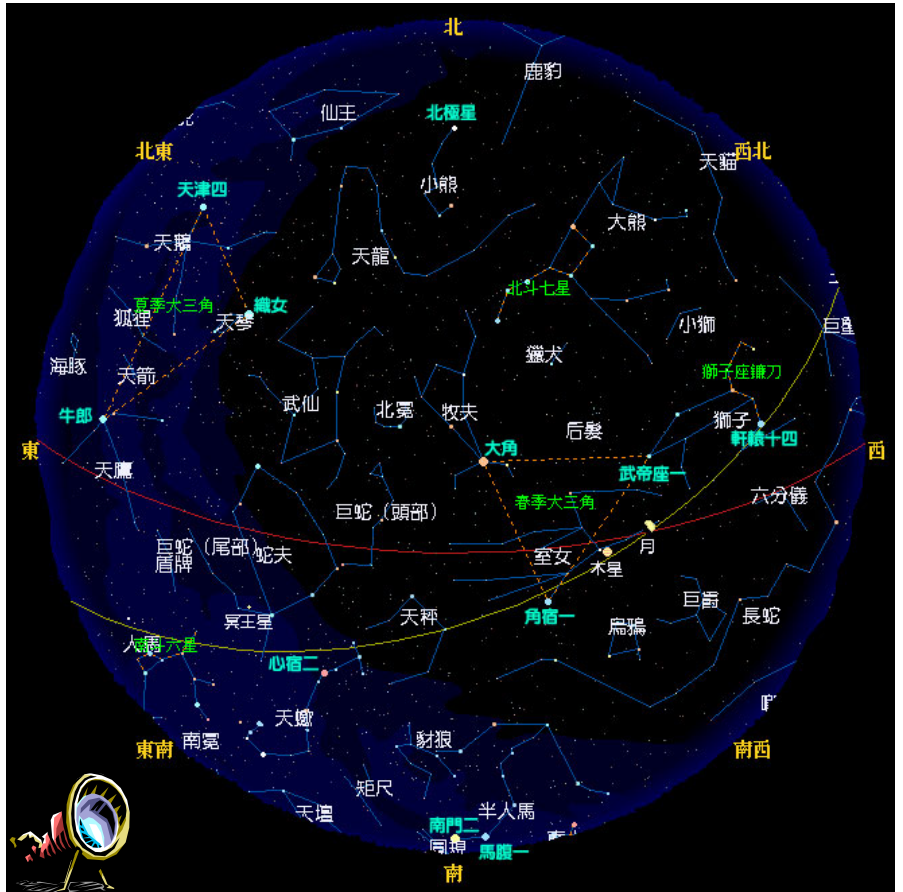 北
鹿豹
仙王
北極星
北東
西北
天貓
天津四
小熊
大熊
天鵝
天龍
北斗七星
夏季大三角
織女
狐狸
天琴
小獅
海豚
獵犬
獅子座鐮刀
天箭
武仙
北冕
牧夫
牛郎
后髮
獅子
軒轅十四
大角
東
西
武帝座一
天鷹
六分儀
春季大三角
巨蛇（頭部）
巨蛇（尾部）
蛇夫
盾牌
月
室女
木星
巨爵
冥王星
天秤
角宿一
烏鴉
長蛇
人馬
南斗六星
心宿二
天蠍
南冕
豺狼
東南
南西
矩尺
天壇
半人馬
南門二
圓規
馬腹一
南